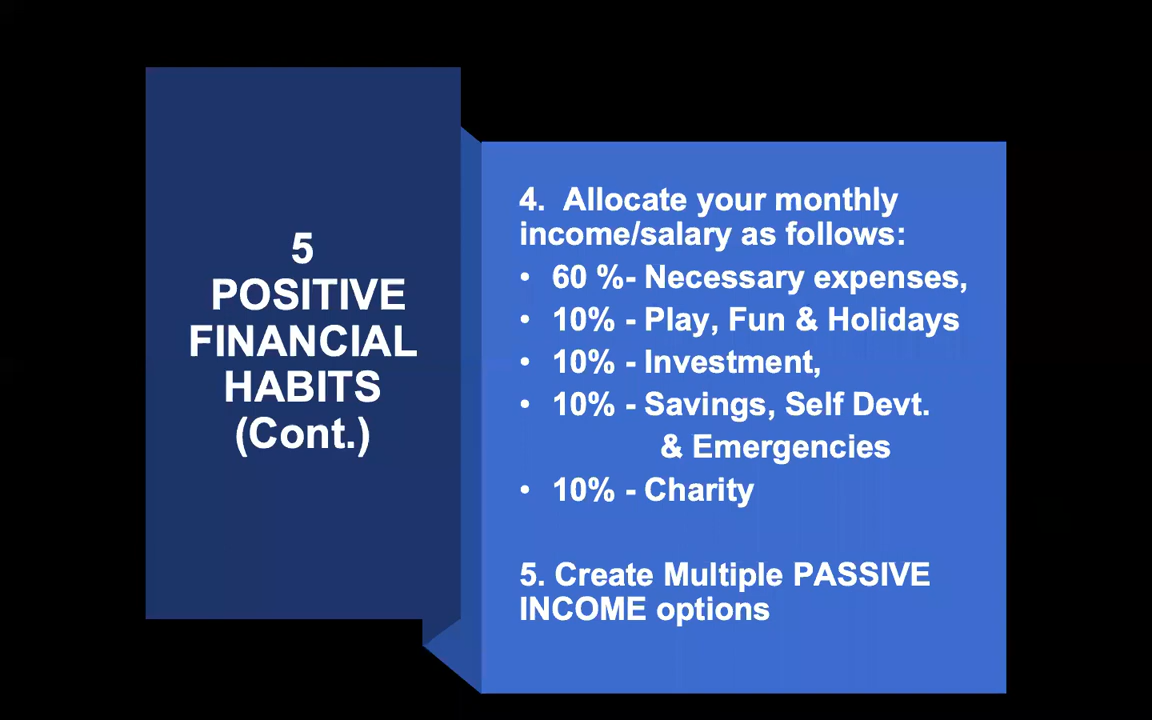 5
POSITIVE
FINANCIAL
HABITS
(Cont.)
4. Allocate your monthly
income/salary as follows:
• 60 %- Necessary expenses,
• 10% - Play, Fun & Holidays
• 10% - Investment,
• 10% - Savings, Self Devt.
& Emergencies
• 10% - Charity
5. Create Multiple PASSIVE
INCOME options